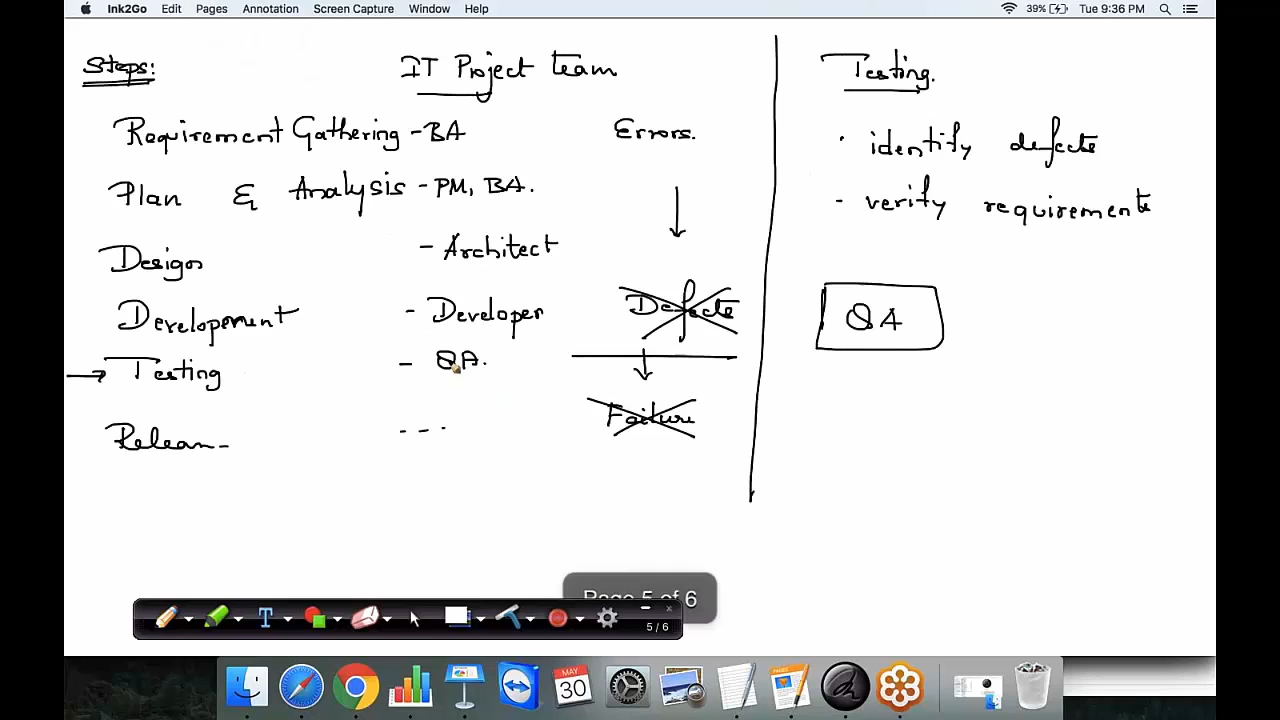 Ink2Go Edit Pages Annotation Screen Capture Window Help 39% Tue 9:36 PM
Steps: IT Project team
Requirement Gathering - BA Errors.
Plan & Analysis - PM, BA.
Design - Architect
Development - Developer Defects
Testing - QA. Failure
Release - ---
Testing.
· identify defects
- verify requirements
QA
Page 5 of 6
5 / 6
MAY
30
PAGES